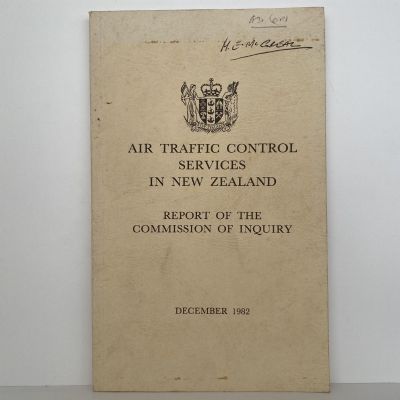 AIR TRAFFIC CONTROL
SERVICES
IN NEW ZEALAND
REPORT OF THE
COMMISSION OF INQUIRY
DECEMBER 1982